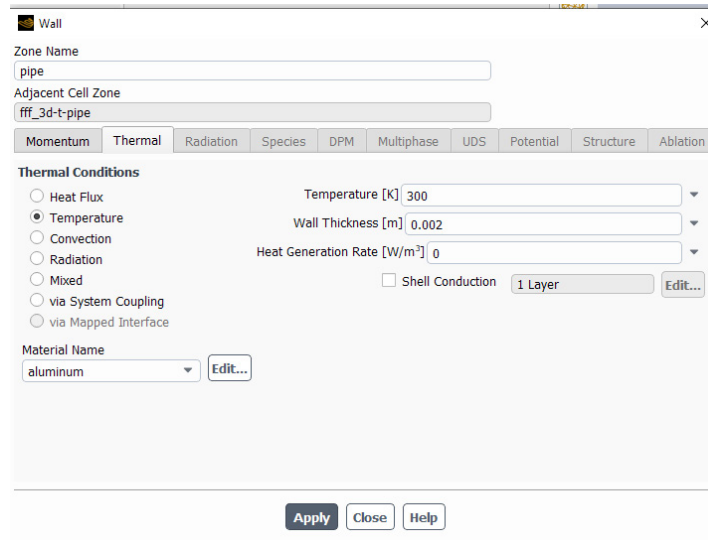 Wall
Zone Name
pipe
Adjacent Cell Zone
fff_3d-t-pipe
Momentum Thermal Radiation Species DPM Multiphase UDS Potential Structure Ablation
Thermal Conditions
Heat Flux
Temperature
Convection
Radiation
Mixed
via System Coupling
via Mapped Interface
Temperature [K] 300
Wall Thickness [m] 0.002
Heat Generation Rate [W/m³] 0
Shell Conduction 1 Layer Edit...
Material Name
aluminum Edit...
Apply Close Help